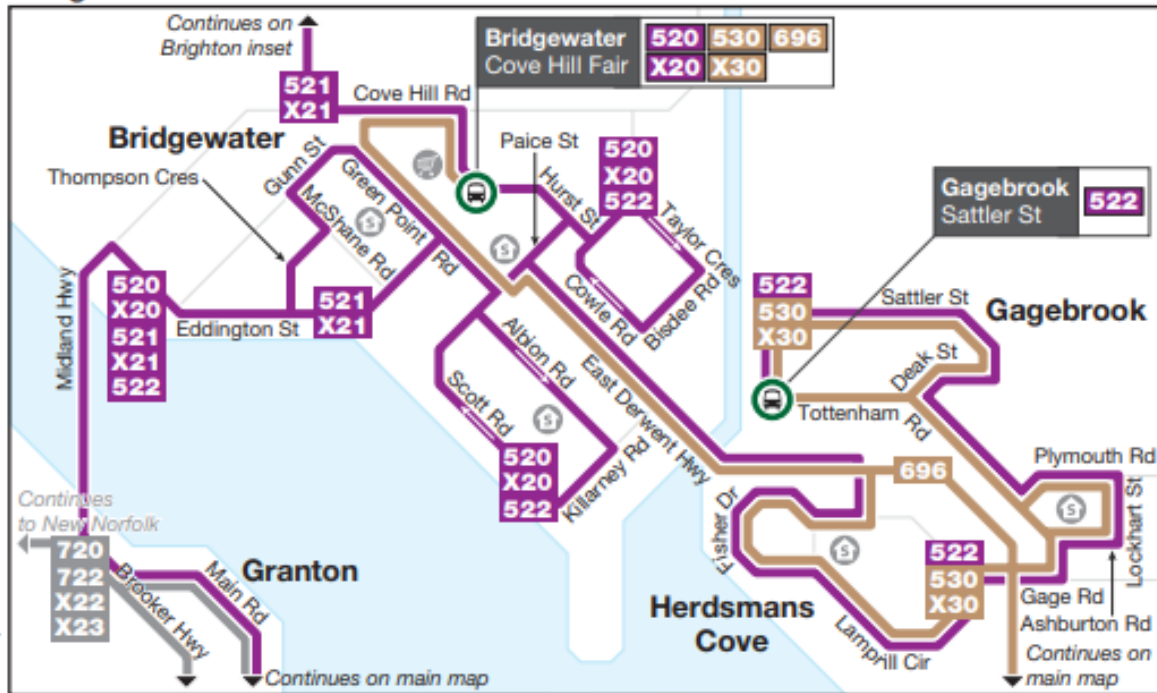 Continues on
Brighton inset
521
X21
Cove Hill Rd
Bridgewater
Cove Hill Fair
520 530 696
X20 X30
Bridgewater
Thompson Cres
Gunn St
McShane Rd
Green Point Rd
Paice St
Hurst St
520
X20
522
Taylor Cres
Cowle Rd
Bisdee Rd
Gagebrook
Sattler St
522
Midland Hwy
520
X20
521
X21
522
Eddington St
521
X21
Albion Rd
Scott Rd
East Derwent Hwy
520
X20
522
Killarney Rd
522
530
X30
Sattler St
Gagebrook
Deak St
Tottenham Rd
Plymouth Rd
Lockhart St
696
Fisher Dr
522
530
X30
Gage Rd
Ashburton Rd
Herdsmans
Cove
Lamprill Cir
Continues on
main map
Continues
to New Norfolk
720
722
X22
X23
Granton
Main Rd
Brooker Hwy
Continues on main map